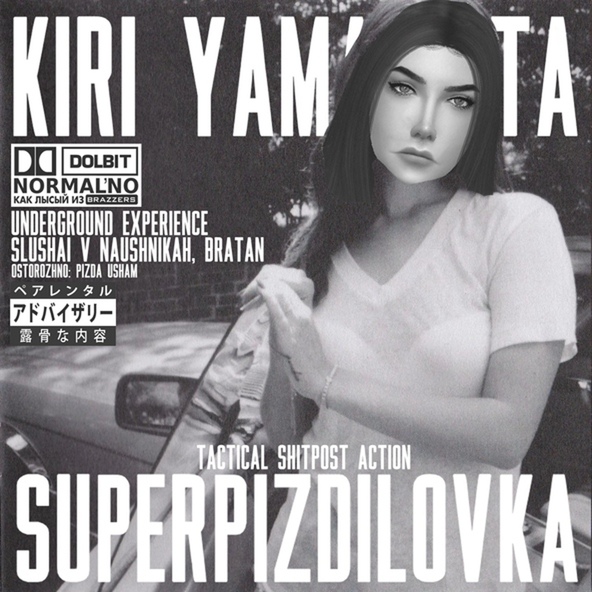 KIRI YAM TA
DOLBIT
NORMAL'NO
КАК ЛЫСЫЙ ИЗ BRAZZERS
UNDERGROUND EXPERIENCE
SLUSHAI V NAUSHNIKAH, BRATAN
OSTOROZHNO: PIZDA USHAM
ペアレンタル
アドバイザリー
露骨な内容
TACTICAL SHITPOST ACTION
SUPERPIZDILOVKA